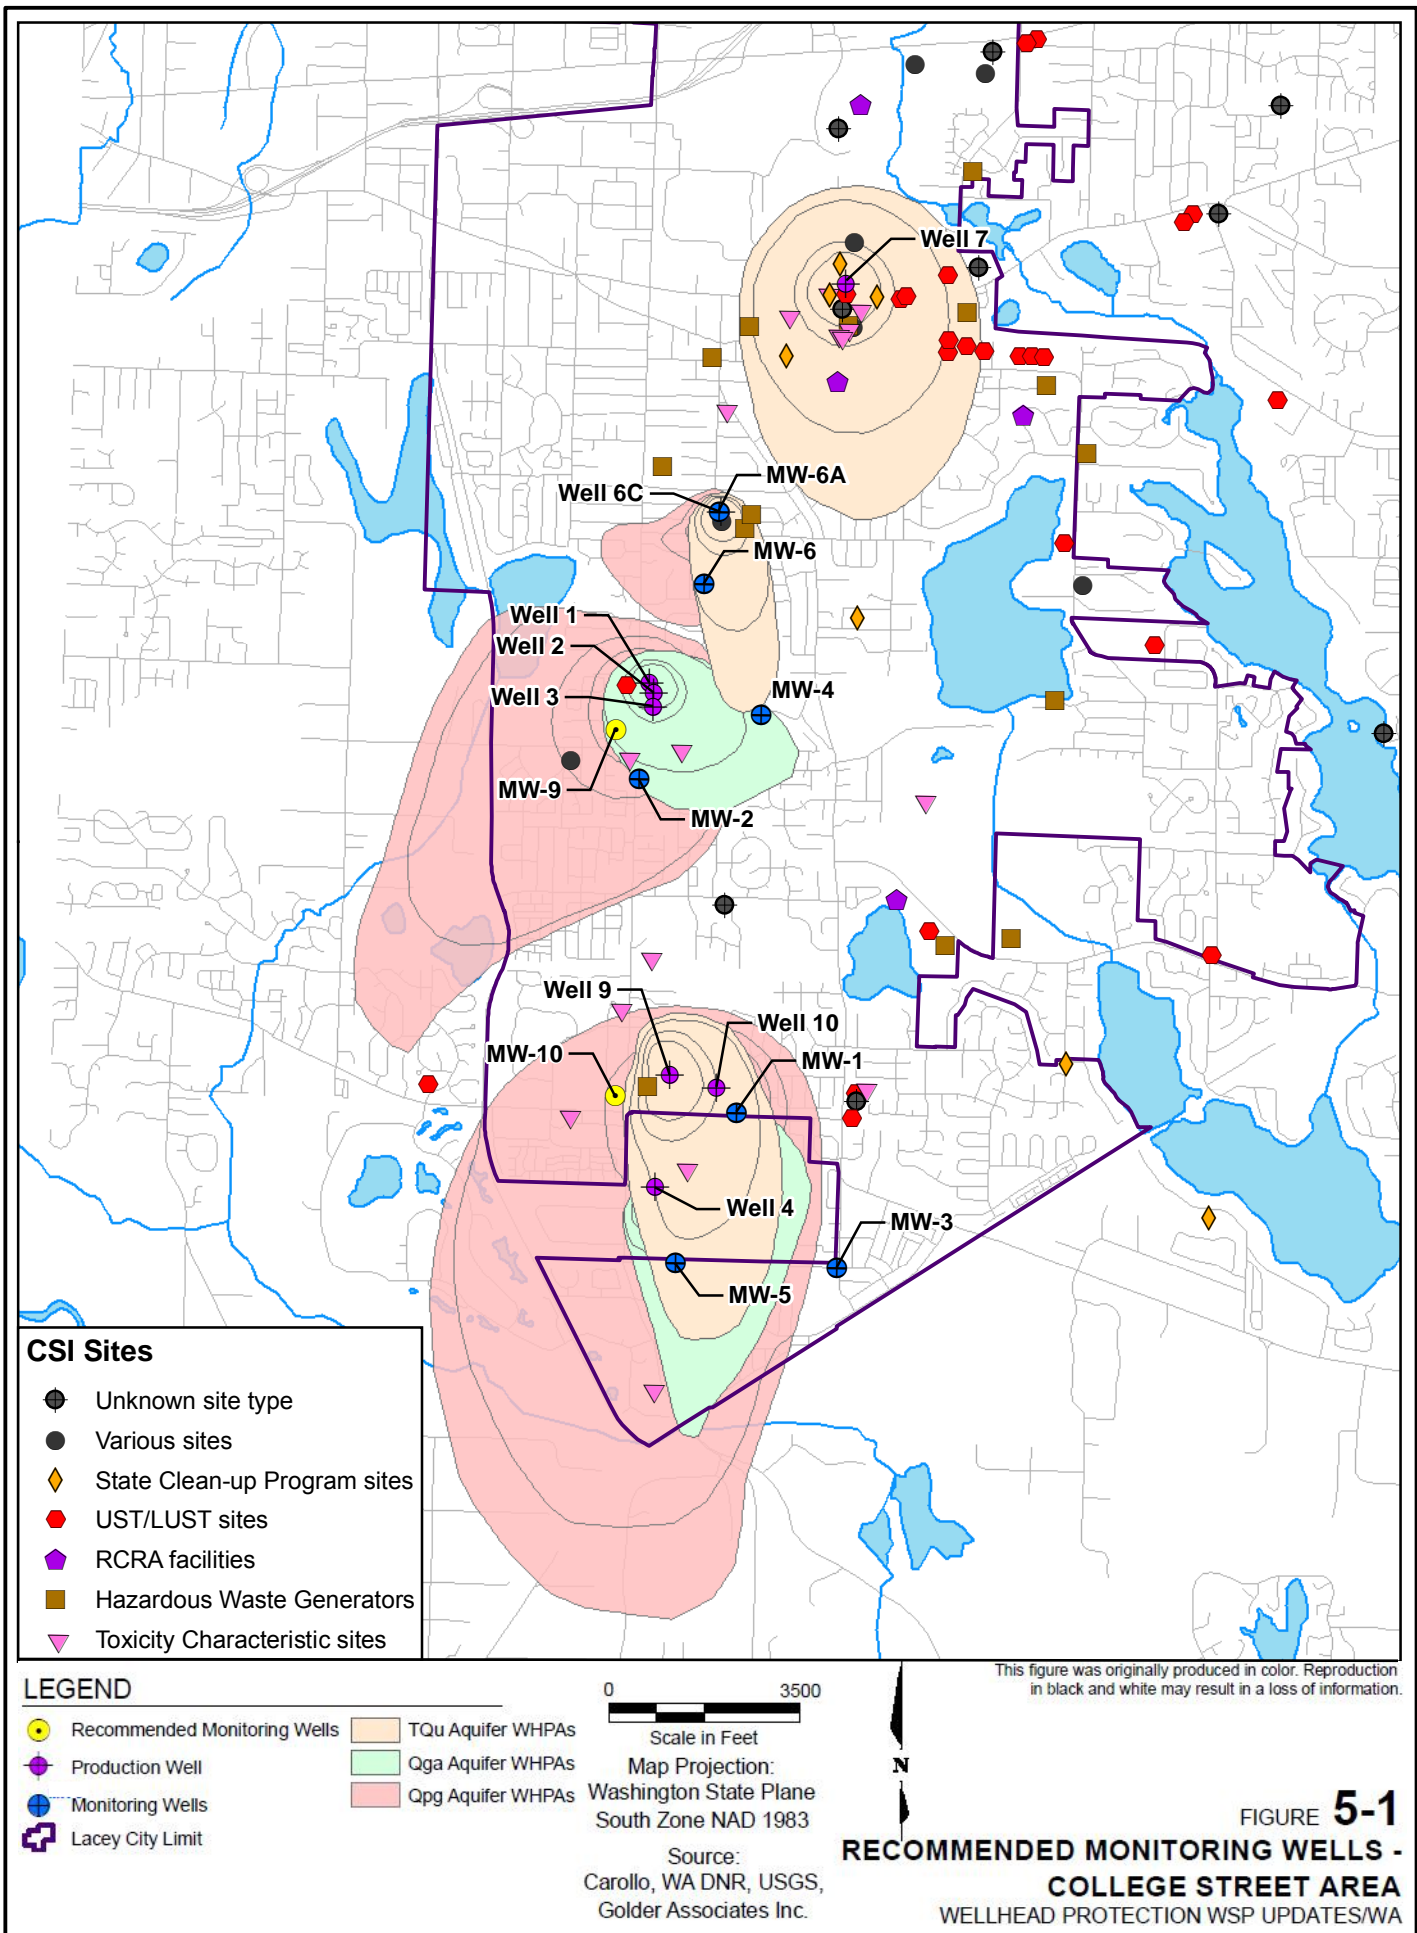 Well 7
MW-6A
Well 6C
MW-6
Well 1
Well 2
Well 3
MW-4
MW-9
MW-2
Well 9
Well 10
MW-10
MW-1
Well 4
MW-3
MW-5
CSI Sites
Unknown site type
Various sites
State Clean-up Program sites
UST/LUST sites
RCRA facilities
Hazardous Waste Generators
Toxicity Characteristic sites
LEGEND
Recommended Monitoring Wells
Production Well
Monitoring Wells
Lacey City Limit
TQu Aquifer WHPAs
Qga Aquifer WHPAs
Qpg Aquifer WHPAs
0 3500
Scale in Feet
Map Projection:
Washington State Plane
South Zone NAD 1983
Source:
Carollo, WA DNR, USGS,
Golder Associates Inc.
N
This figure was originally produced in color. Reproduction
in black and white may result in a loss of information.
FIGURE 5-1
RECOMMENDED MONITORING WELLS -
COLLEGE STREET AREA
WELLHEAD PROTECTION WSP UPDATES/WA